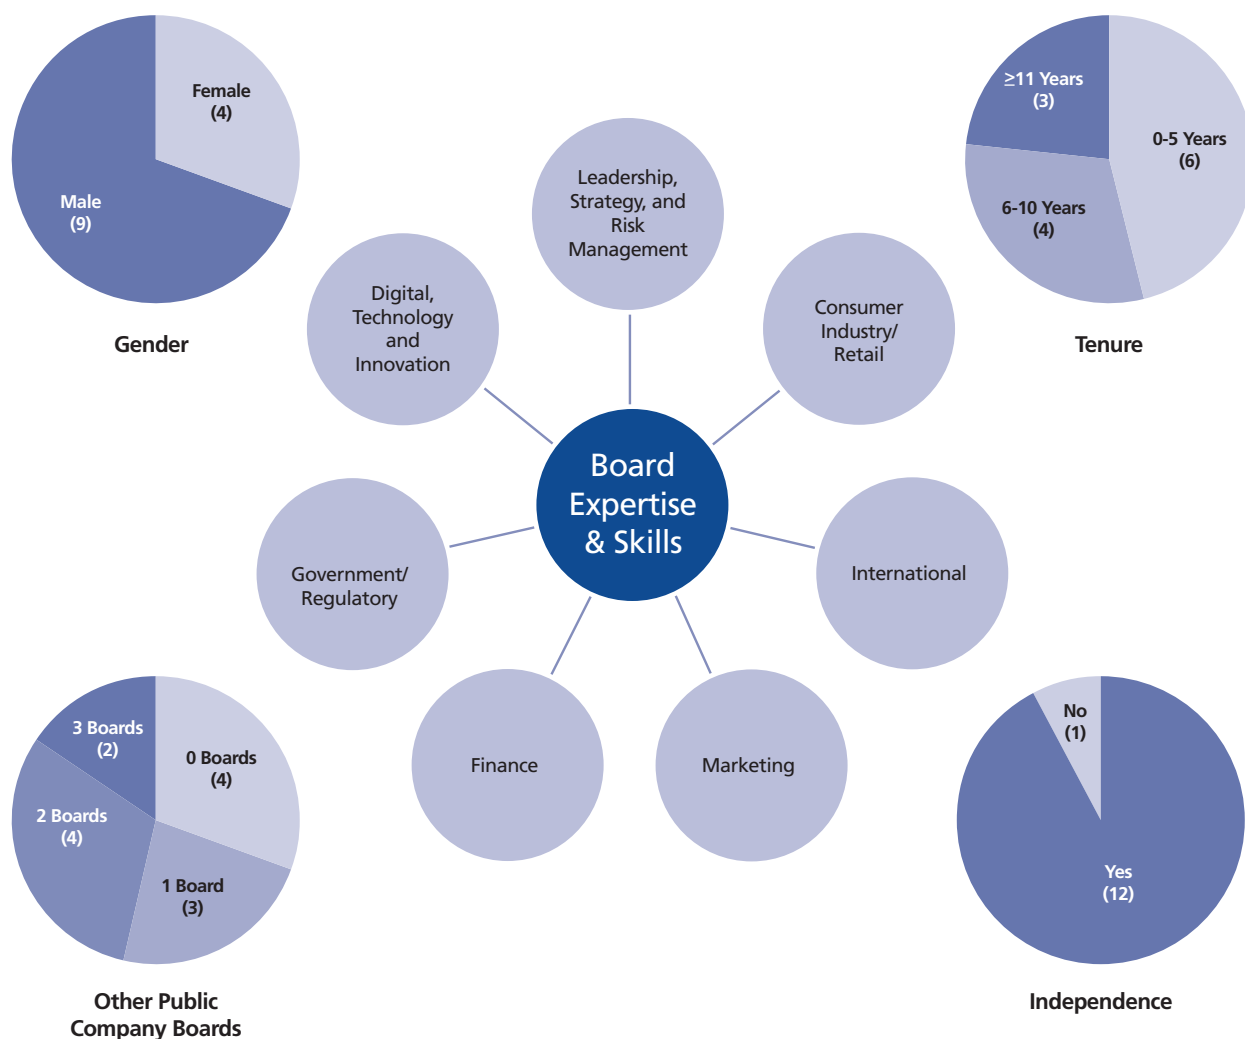 Female
(4)
Male
(9)
Gender
≥11 Years
(3)
0-5 Years
(6)
6-10 Years
(4)
Tenure
Leadership,
Strategy, and
Risk
Management
Digital,
Technology
and
Innovation
Consumer
Industry/
Retail
Board
Expertise
& Skills
Government/
Regulatory
International
Finance
Marketing
3 Boards
(2)
0 Boards
(4)
2 Boards
(4)
1 Board
(3)
Other Public
Company Boards
No
(1)
Yes
(12)
Independence